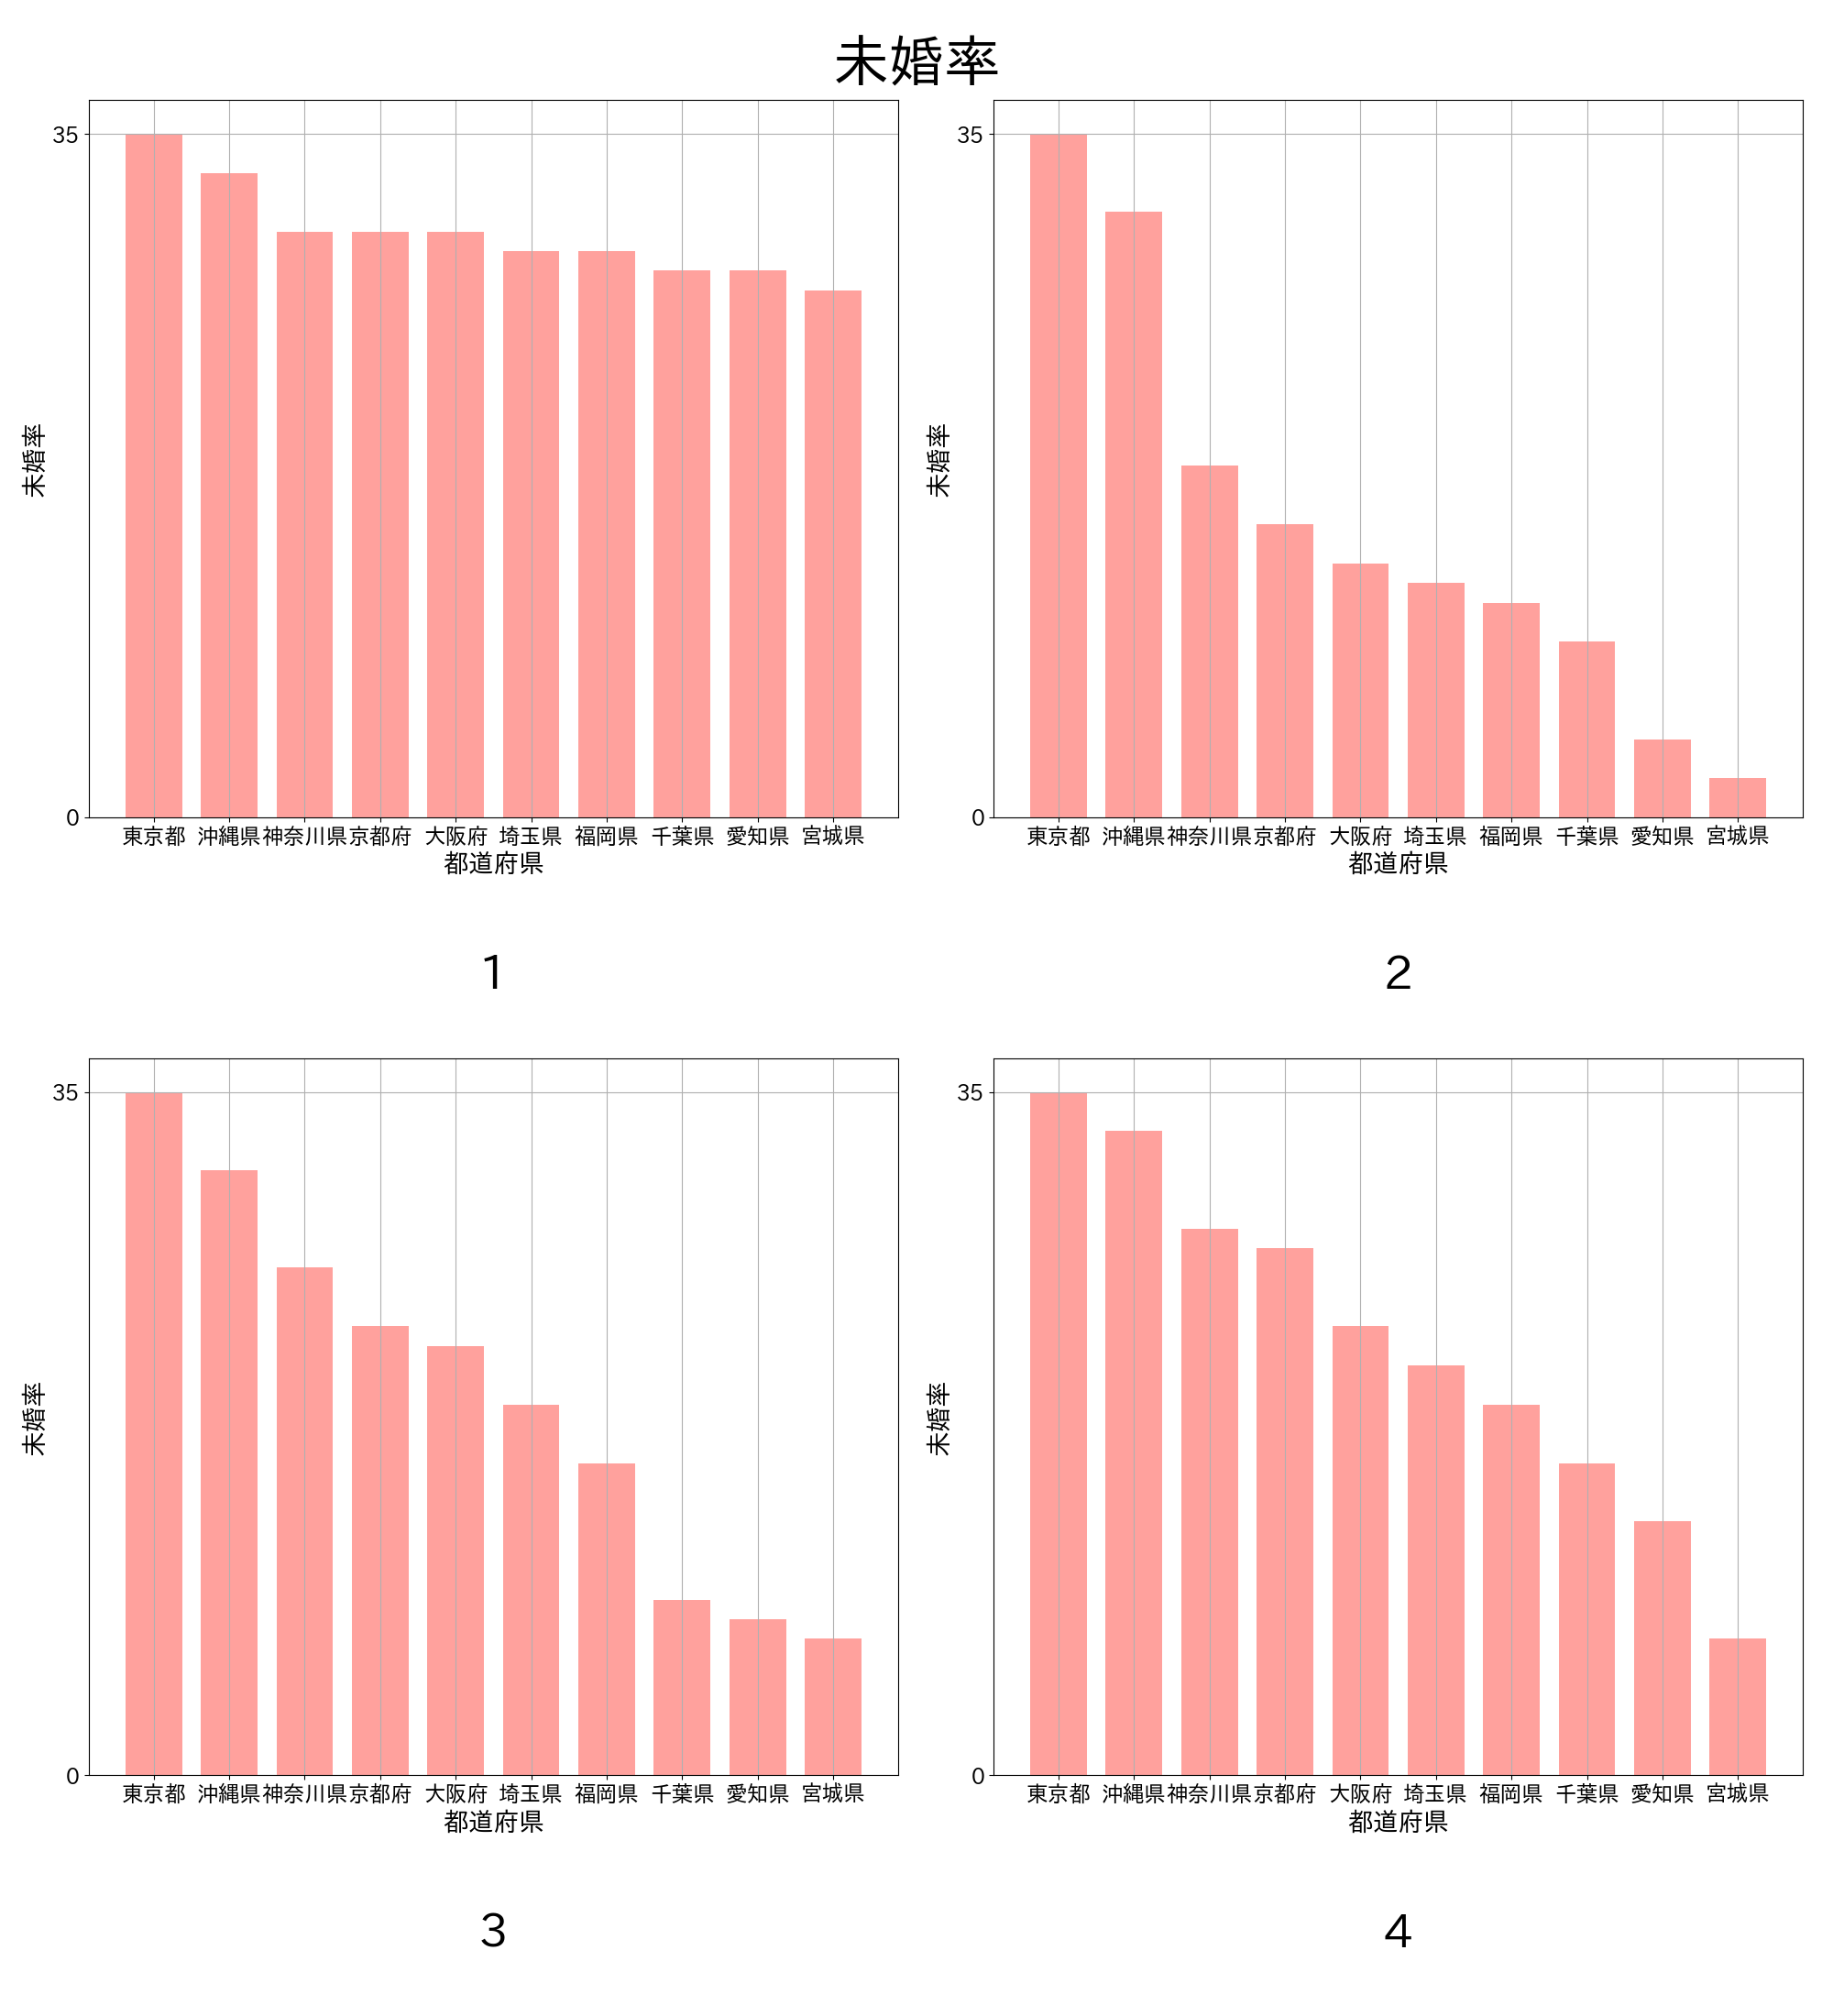 未婚率
35
0
未婚率
東京都 沖縄県 神奈川県 京都府 大阪府 埼玉県 福岡県 千葉県 愛知県 宮城県
都道府県
1
35
0
未婚率
東京都 沖縄県 神奈川県 京都府 大阪府 埼玉県 福岡県 千葉県 愛知県 宮城県
都道府県
2
35
0
未婚率
東京都 沖縄県 神奈川県 京都府 大阪府 埼玉県 福岡県 千葉県 愛知県 宮城県
都道府県
3
35
0
未婚率
東京都 沖縄県 神奈川県 京都府 大阪府 埼玉県 福岡県 千葉県 愛知県 宮城県
都道府県
4